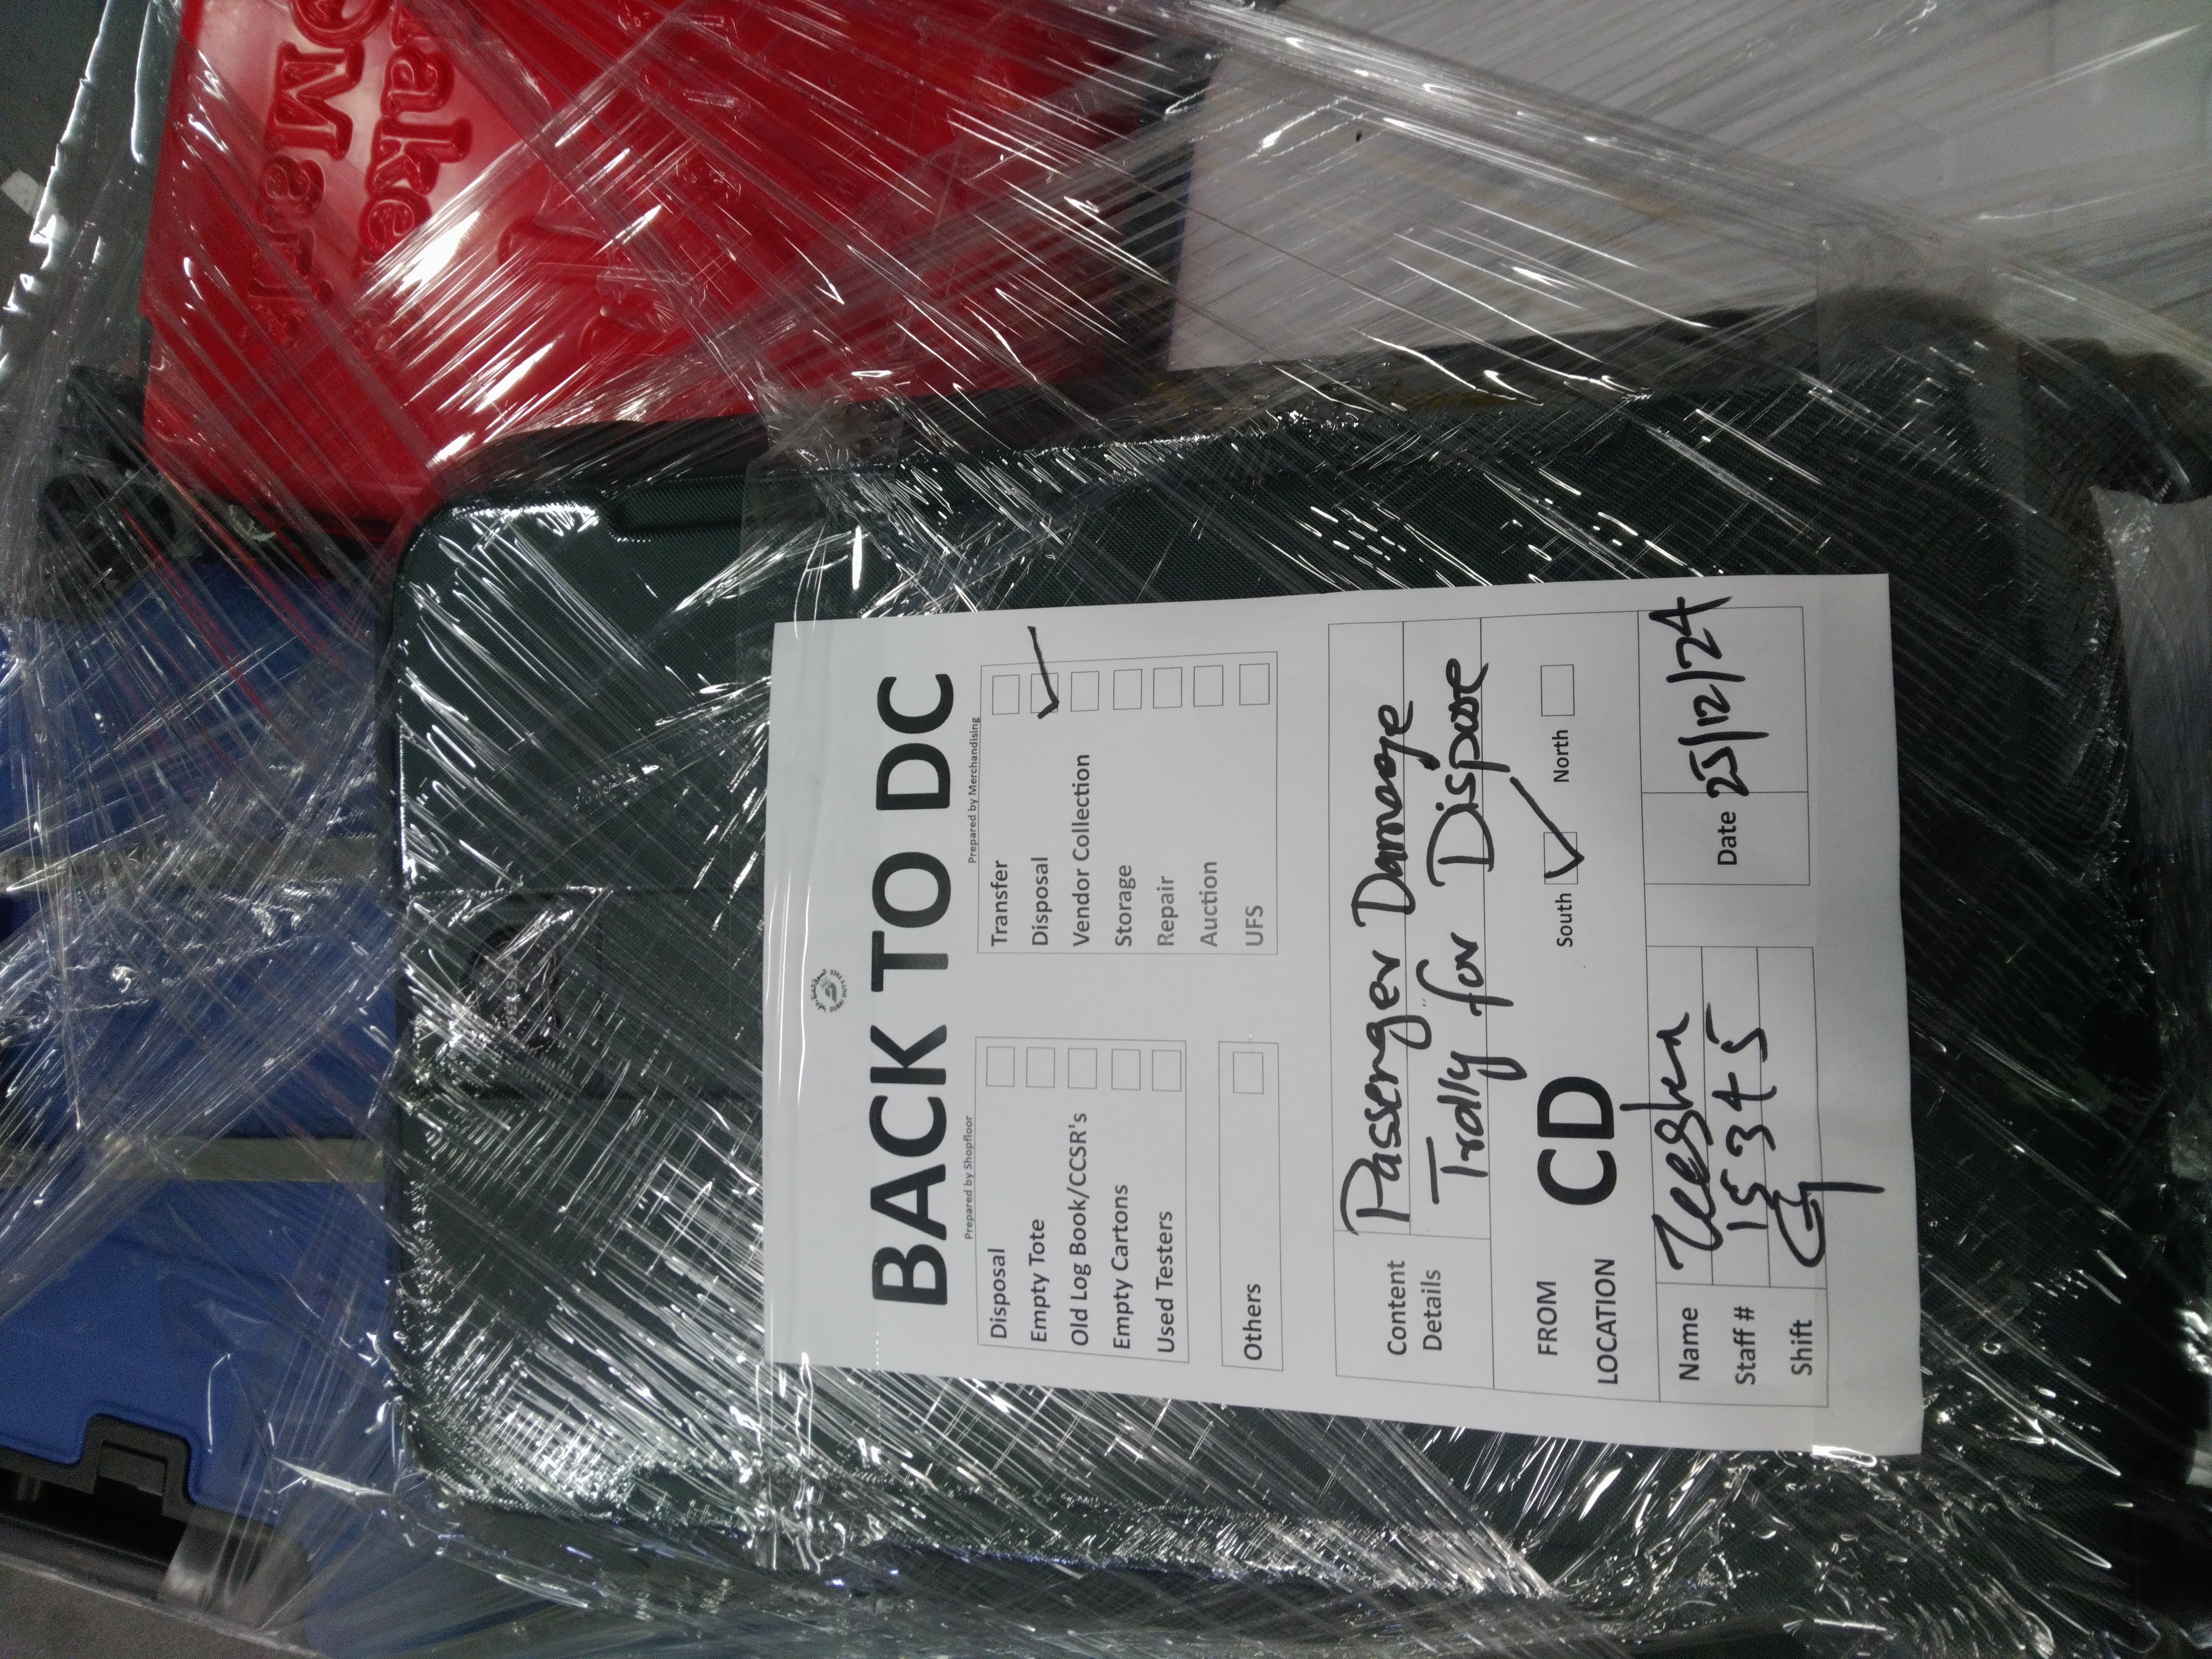 BACK TO DC
Prepared by Shopfloor
Disposal
Empty Tote
Old Log Book/CCSR's
Empty Cartons
Used Testers
Others
Prepared by Merchandising
Transfer
Disposal
Vendor Collection
Storage
Repair
Auction
UFS
Content Details
Passenger Damage
Trolly for Dispose
FROM LOCATION
CD
South
North
Name
Staff # 15345
Shift
Date 25/12/24